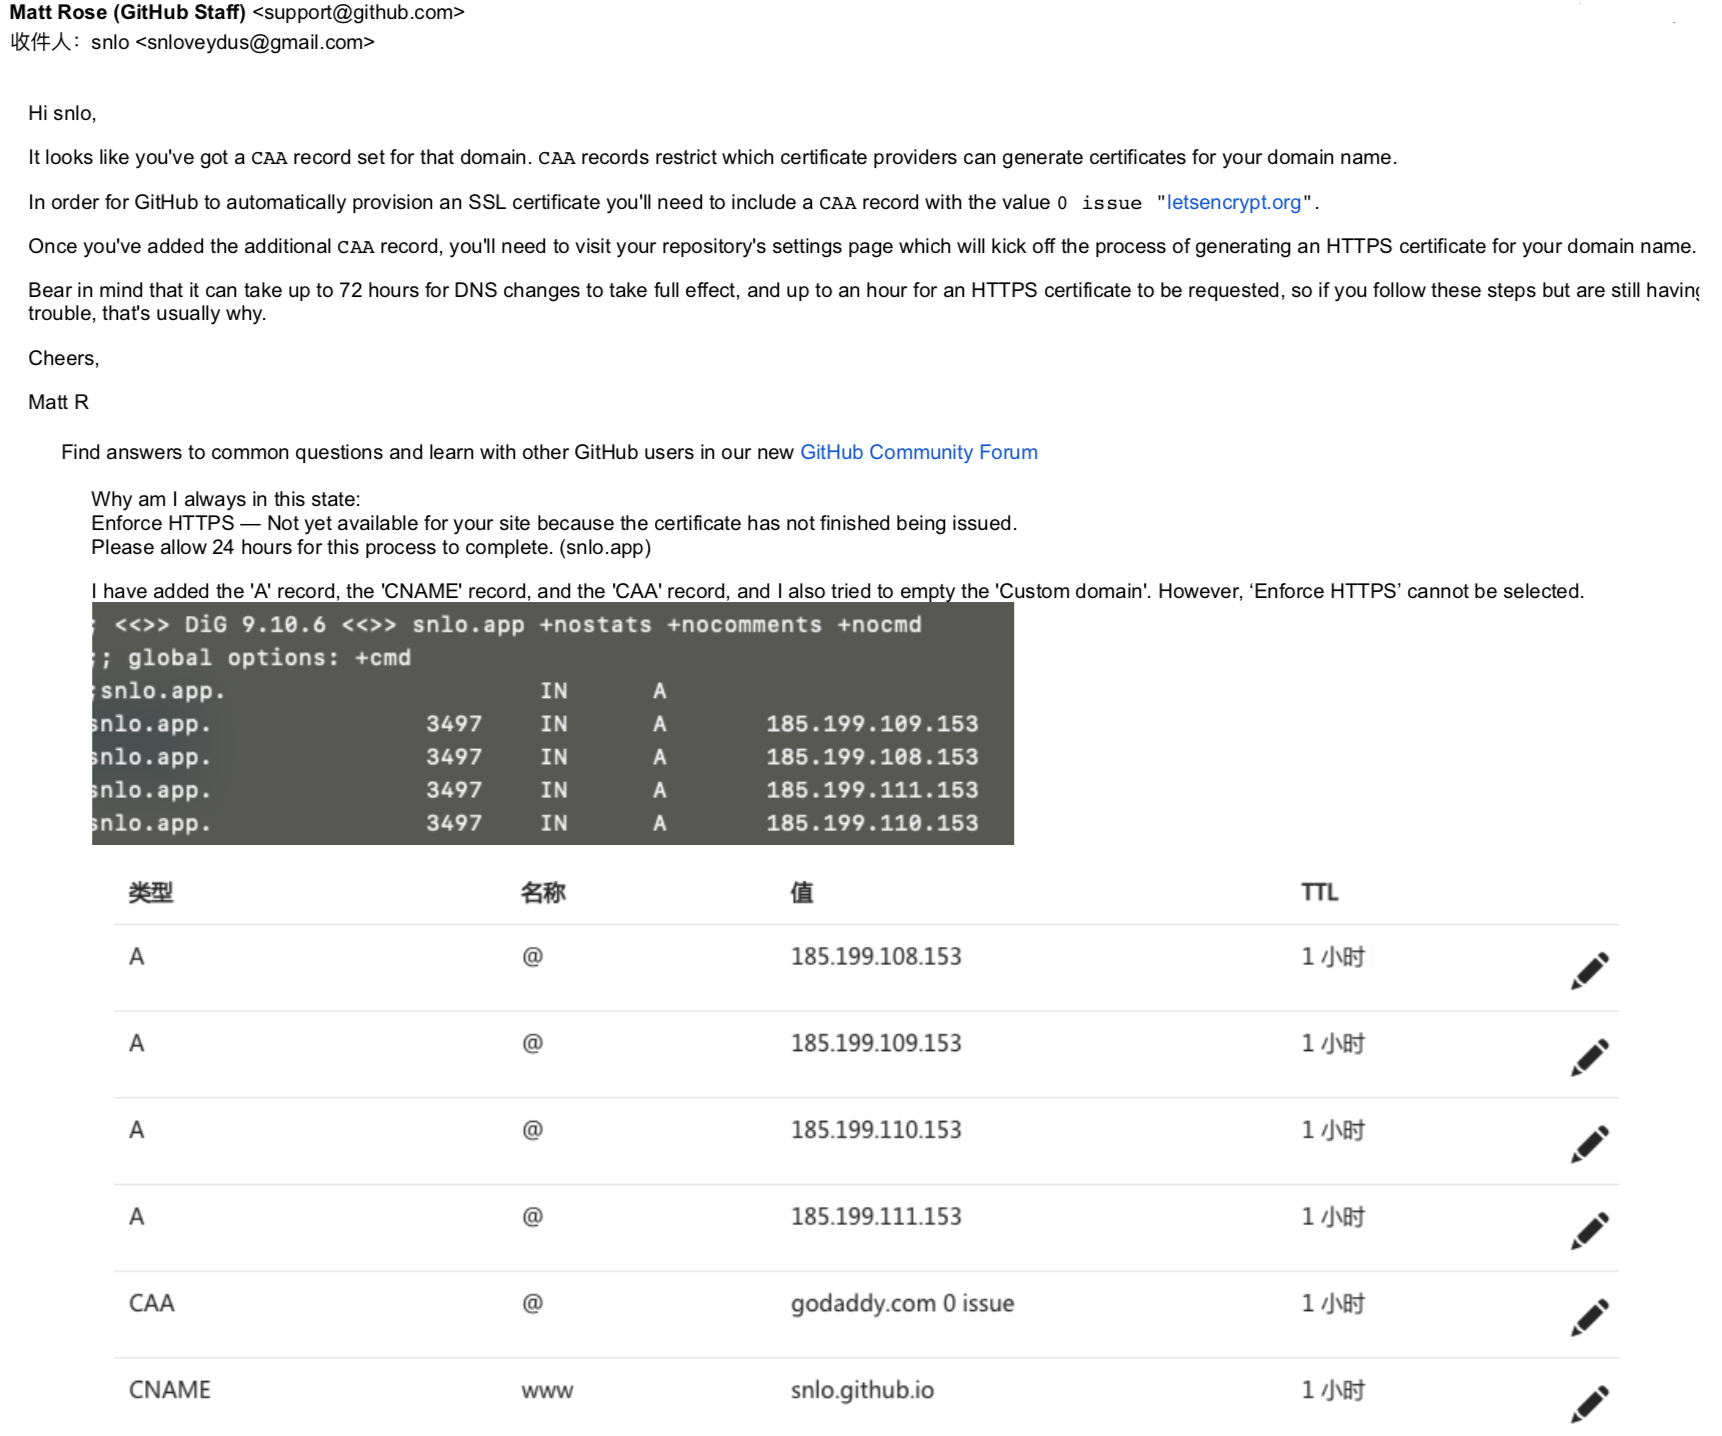 Matt Rose (GitHub Staff) <support@github.com>
收件人：snlo <snloveydus@gmail.com>
Hi snlo,
It looks like you've got a CAA record set for that domain. CAA records restrict which certificate providers can generate certificates for your domain name.
In order for GitHub to automatically provision an SSL certificate you'll need to include a CAA record with the value 0 issue "letsencrypt.org".
Once you've added the additional CAA record, you'll need to visit your repository's settings page which will kick off the process of generating an HTTPS certificate for your domain name.
Bear in mind that it can take up to 72 hours for DNS changes to take full effect, and up to an hour for an HTTPS certificate to be requested, so if you follow these steps but are still having
trouble, that's usually why.
Cheers,
Matt R
Find answers to common questions and learn with other GitHub users in our new GitHub Community Forum
Why am I always in this state:
Enforce HTTPS — Not yet available for your site because the certificate has not finished being issued.
Please allow 24 hours for this process to complete. (snlo.app)
I have added the 'A' record, the 'CNAME' record, and the 'CAA' record, and I also tried to empty the 'Custom domain'. However, ‘Enforce HTTPS’ cannot be selected.
; <<>> DiG 9.10.6 <<>> snlo.app +nostats +nocomments +nocmd
;; global options: +cmd
;snlo.app. IN A
snlo.app. 3497 IN A 185.199.109.153
snlo.app. 3497 IN A 185.199.108.153
snlo.app. 3497 IN A 185.199.111.153
snlo.app. 3497 IN A 185.199.110.153
类型 名称 值 TTL
A @ 185.199.108.153 1 小时
A @ 185.199.109.153 1 小时
A @ 185.199.110.153 1 小时
A @ 185.199.111.153 1 小时
CAA @ godaddy.com 0 issue 1 小时
CNAME www snlo.github.io 1 小时